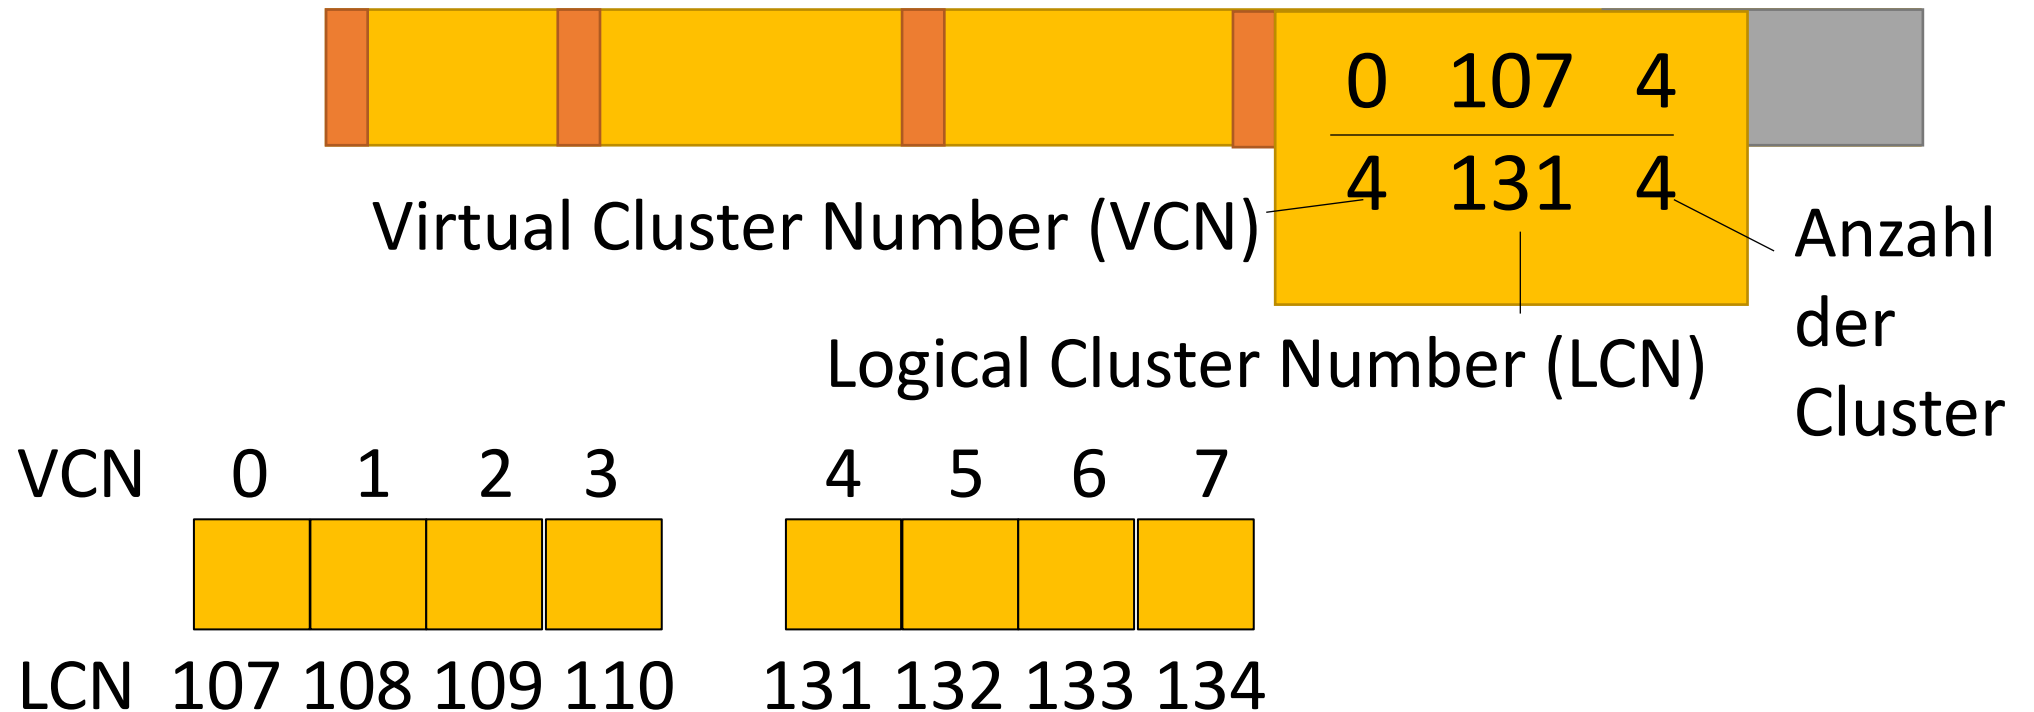 0 107 4
4 131 4
Virtual Cluster Number (VCN)
Anzahl
der
Cluster
Logical Cluster Number (LCN)
VCN 0 1 2 3 4 5 6 7
LCN 107 108 109 110 131 132 133 134